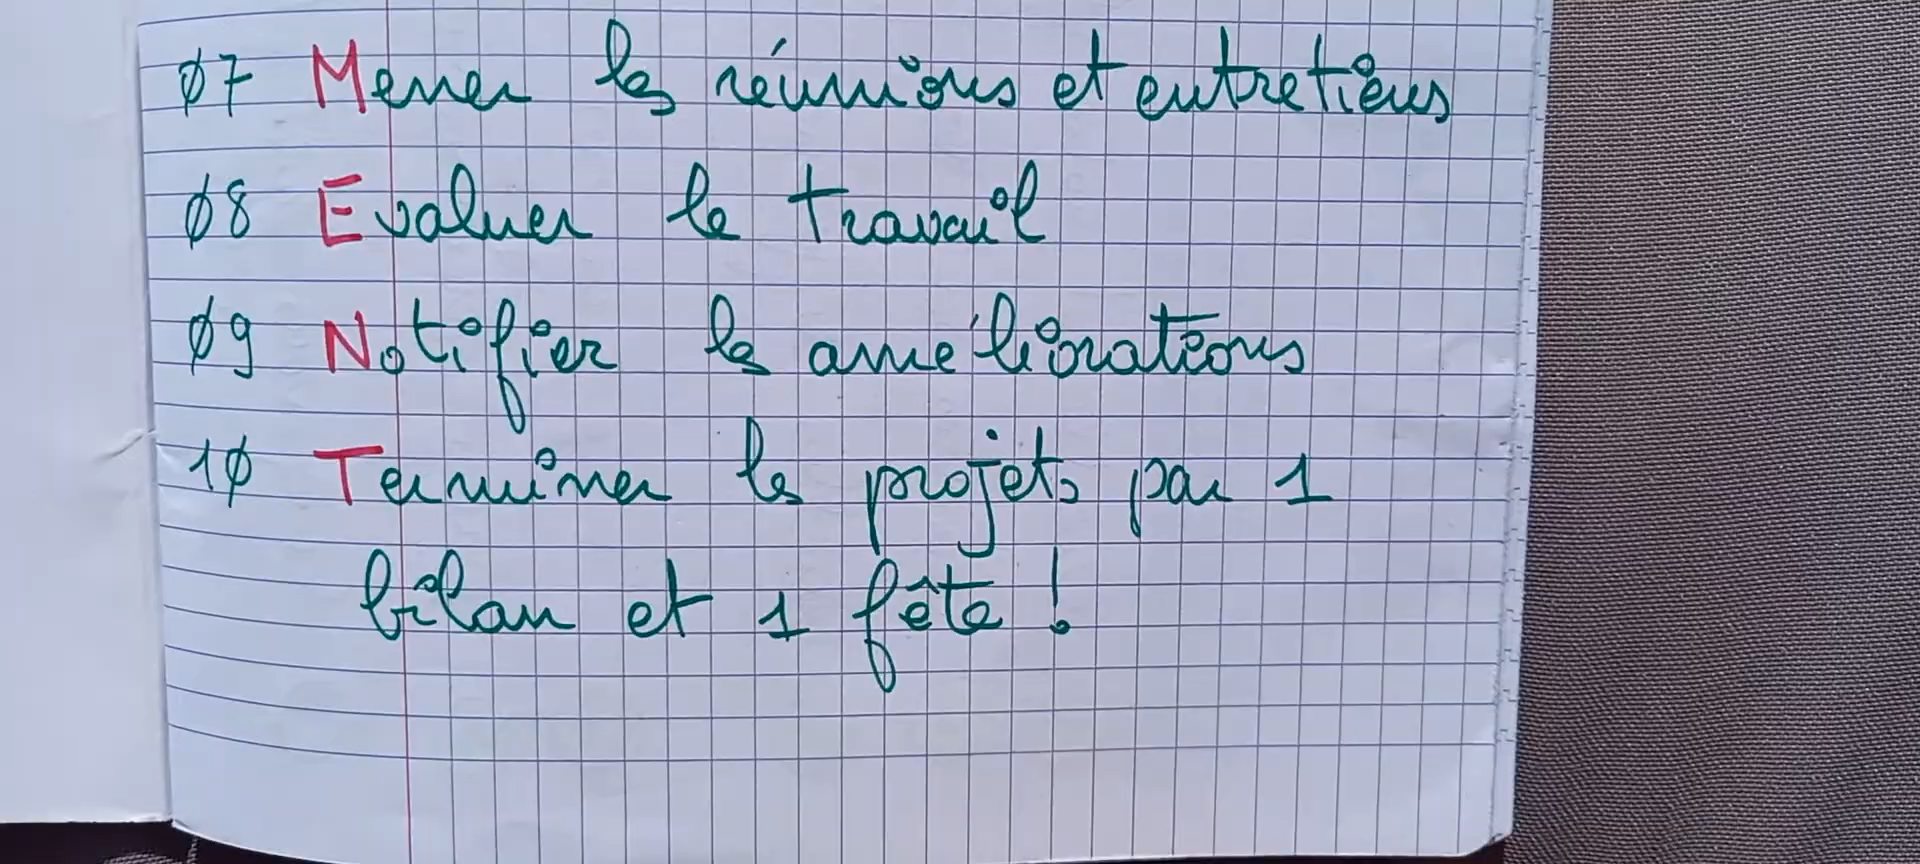 07 Mener les réunions et entretiens
08 Evaluer le travail
09 Notifier les améliorations
10 Terminer les projets par 1
bilan et 1 fête !